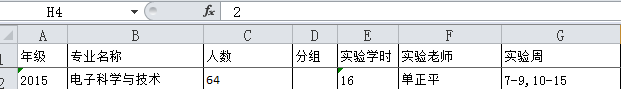 H4 fx 2
A B C D E F G
1 年级 专业名称 人数 分组 实验学时 实验老师 实验周
2 2015 电子科学与技术 64 16 单正平 7-9,10-15